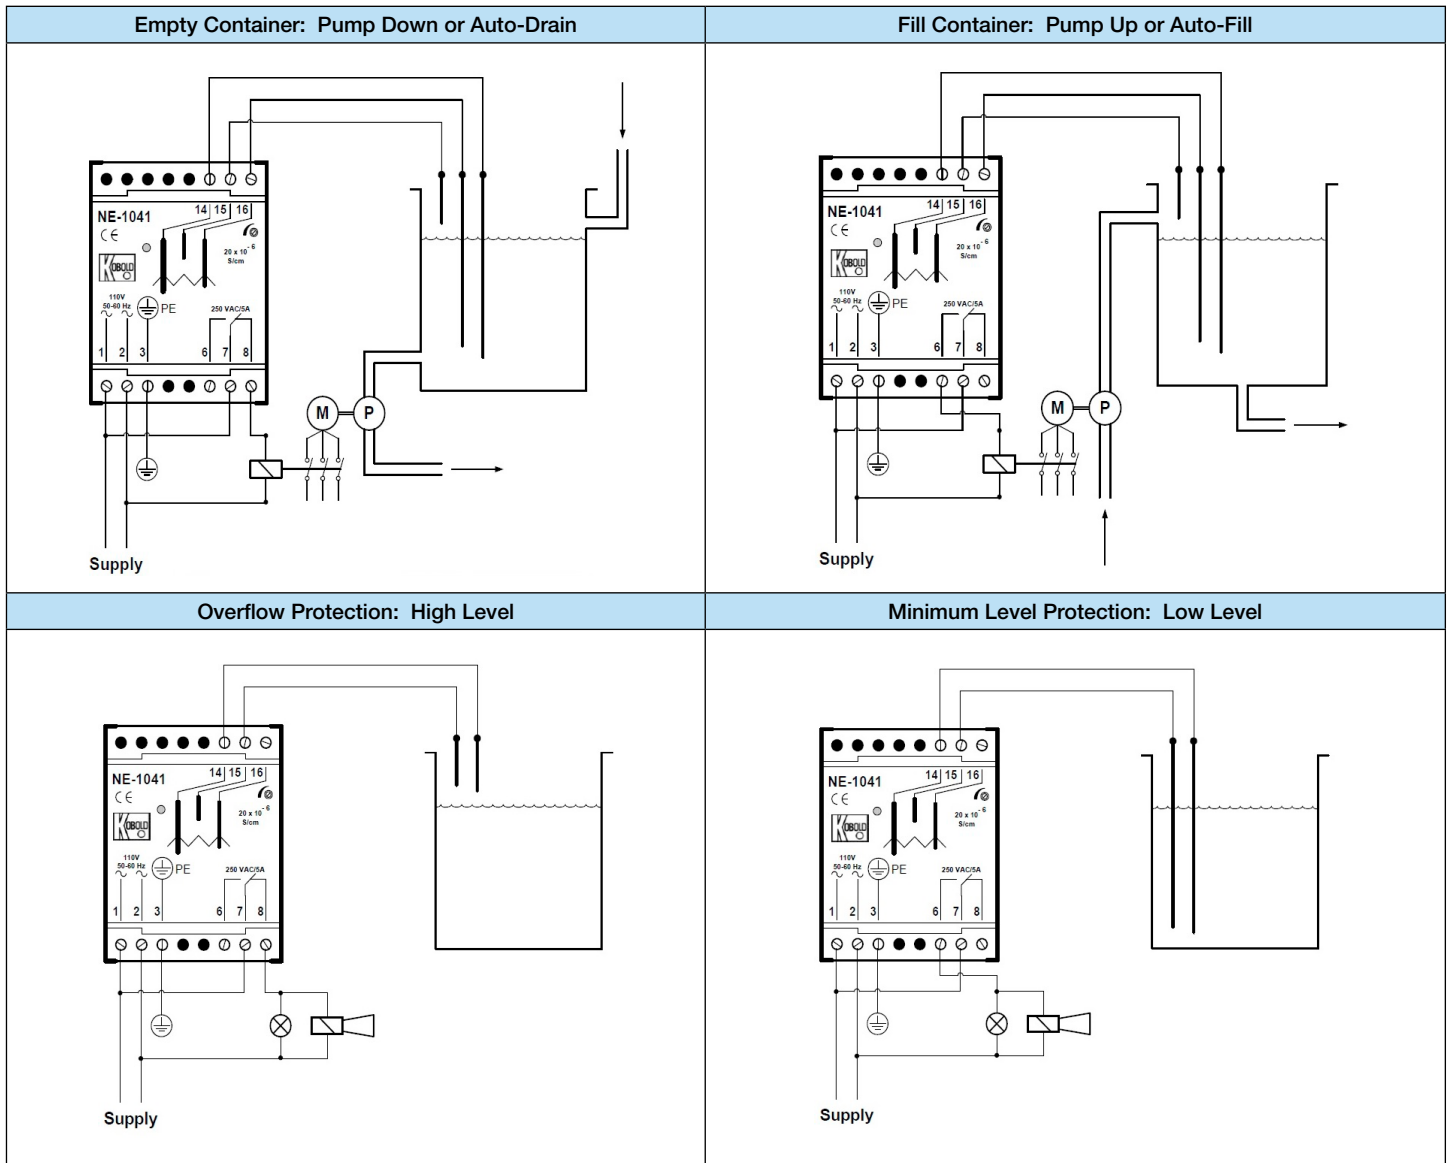 Empty Container: Pump Down or Auto-Drain
NE-1041
14 15 16
CE
20 x 10 -6
S/cm
KOBOLD
110V
50-60 Hz
PE
250 VAC/5A
1 2 3 6 7 8
M P
Supply
Fill Container: Pump Up or Auto-Fill
NE-1041
14 15 16
CE
20 x 10 -6
S/cm
KOBOLD
110V
50-60 Hz
PE
250 VAC/5A
1 2 3 6 7 8
M P
Supply
Overflow Protection: High Level
NE-1041
14 15 16
CE
20 x 10 -6
S/cm
KOBOLD
110V
50-60 Hz
PE
250 VAC/5A
1 2 3 6 7 8
Supply
Minimum Level Protection: Low Level
NE-1041
14 15 16
CE
20 x 10 -6
S/cm
KOBOLD
110V
50-60 Hz
PE
250 VAC/5A
1 2 3 6 7 8
Supply